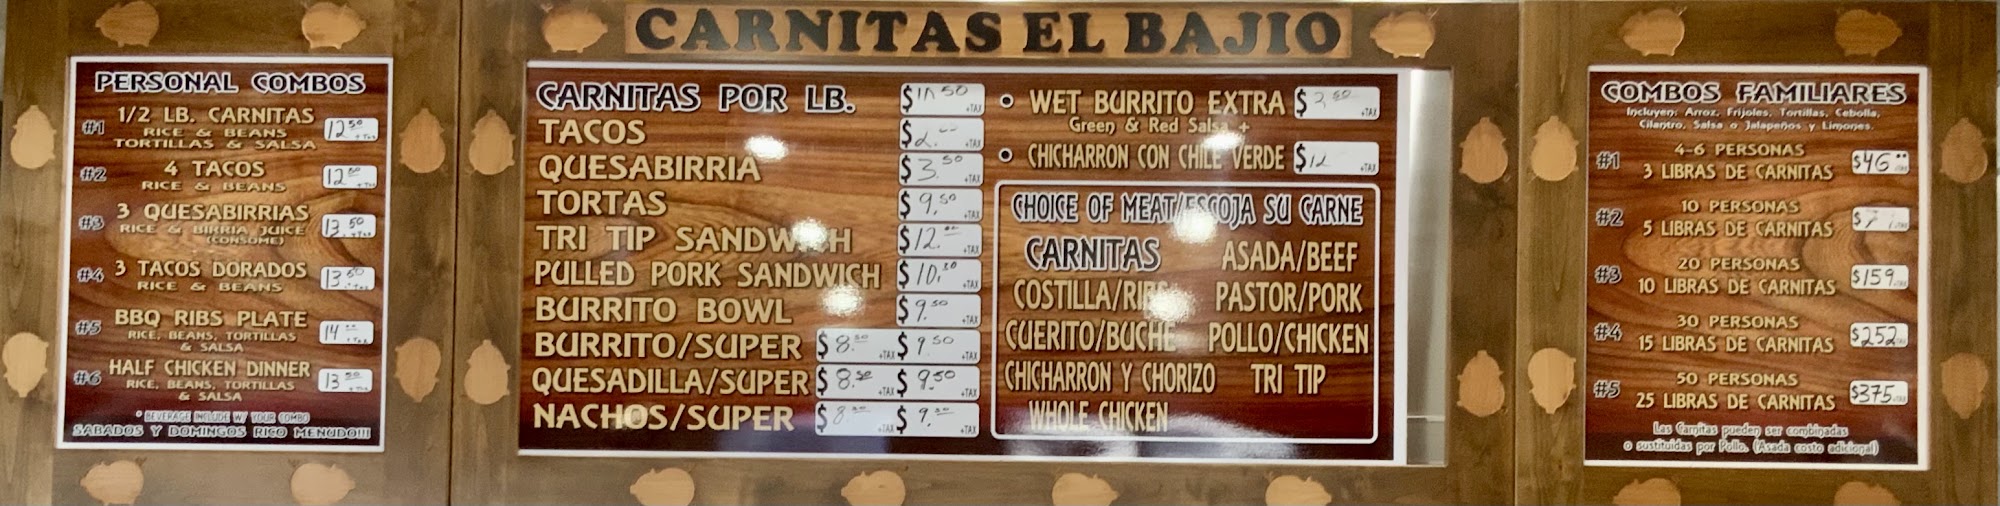 CARNITAS EL BAJIO
PERSONAL COMBOS
#1 1/2 LB. CARNITAS 12.50 +Tax
RICE & BEANS
TORTILLAS & SALSA
#2 4 TACOS 12.50 +Tax
RICE & BEANS
#3 3 QUESABIRRIAS 13.50 +Tax
RICE & BIRRIA JUICE
(CONSOME)
#4 3 TACOS DORADOS 13.50 +Tax
RICE & BEANS
#5 BBQ RIBS PLATE 14.00 +Tax
RICE, BEANS, TORTILLAS
& SALSA
#6 HALF CHICKEN DINNER 13.50 +Tax
RICE, BEANS, TORTILLAS
& SALSA
* BEVERAGE INCLUDE W/ YOUR COMBO
SABADOS Y DOMINGOS RICO MENUDO!!!
CARNITAS POR LB. +TAX
TACOS $2. +TAX
QUESABIRRIA $3.50 +TAX
TORTAS $9.50 +TAX
TRI TIP SANDWICH $12. +TAX
PULLED PORK SANDWICH $10.50 +TAX
BURRITO BOWL $9.50 +TAX
BURRITO/SUPER $8.50 +TAX $9.50 +TAX
QUESADILLA/SUPER $8.50 +TAX $9.50 +TAX
NACHOS/SUPER $8.50 +TAX $9.50 +TAX
• WET BURRITO EXTRA +TAX
Green & Red Salsa +
• CHICHARRON CON CHILE VERDE $12 +TAX
CHOICE OF MEAT/ESCOJA SU CARNE
CARNITAS ASADA/BEEF
COSTILLA/RIBS PASTOR/PORK
CUERITO/BUCHE POLLO/CHICKEN
CHICHARRON Y CHORIZO TRI TIP
WHOLE CHICKEN
COMBOS FAMILIARES
Incluyen: Arroz, Frijoles, Tortillas, Cebolla,
Cilantro, Salsa o Jalapeños y Limones.
#1 4-6 PERSONAS
3 LIBRAS DE CARNITAS $46.00
#2 10 PERSONAS
5 LIBRAS DE CARNITAS
#3 20 PERSONAS
10 LIBRAS DE CARNITAS $159
#4 30 PERSONAS
15 LIBRAS DE CARNITAS $252
#5 50 PERSONAS
25 LIBRAS DE CARNITAS $375
Las Carnitas pueden ser combinadas
o sustituidas por Pollo. (Asada costo adicional)